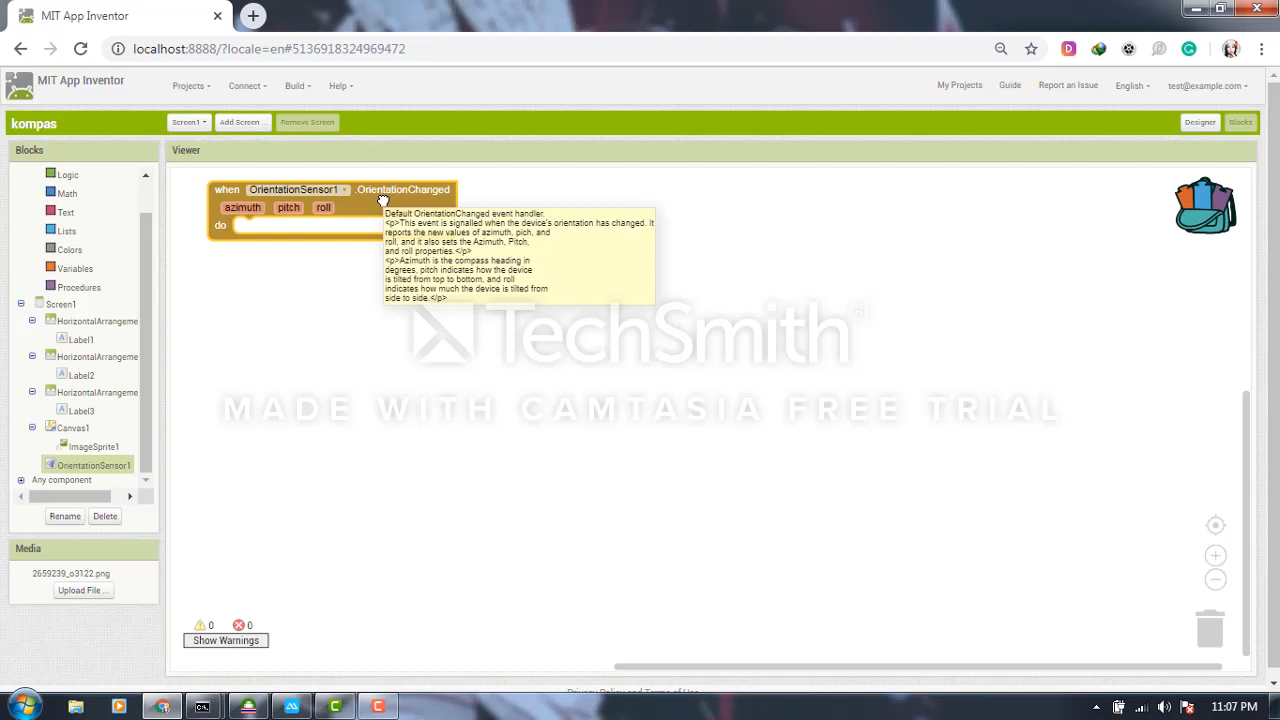 MIT App Inventor
localhost:8888/?locale=en#5136918324969472
MIT App Inventor
Projects
Connect
Build
Help
My Projects
Guide
Report an Issue
English
test@example.com
kompas
Screen1
Add Screen ...
Remove Screen
Designer
Blocks
Blocks
Viewer
Logic
Math
Text
Lists
Colors
Variables
Procedures
Screen1
HorizontalArrangeme
Label1
HorizontalArrangeme
Label2
HorizontalArrangeme
Label3
Canvas1
ImageSprite1
OrientationSensor1
Any component
Rename
Delete
Media
2659239_o3122.png
Upload File ...
when OrientationSensor1 .OrientationChanged
azimuth pitch roll
do
Default OrientationChanged event handler.
<p>This event is signalled when the device's orientation has changed. It
reports the new values of azimuth, pich, and
roll, and it also sets the Azimuth, Pitch,
and roll properties.</p>
<p>Azimuth is the compass heading in
degrees, pitch indicates how the device
is tilted from top to bottom, and roll
indicates how much the device is tilted from
side to side.</p>
TechSmith®
MADE WITH CAMTASIA FREE TRIAL
0 0
Show Warnings
Privacy Policy and Terms of Use
11:07 PM